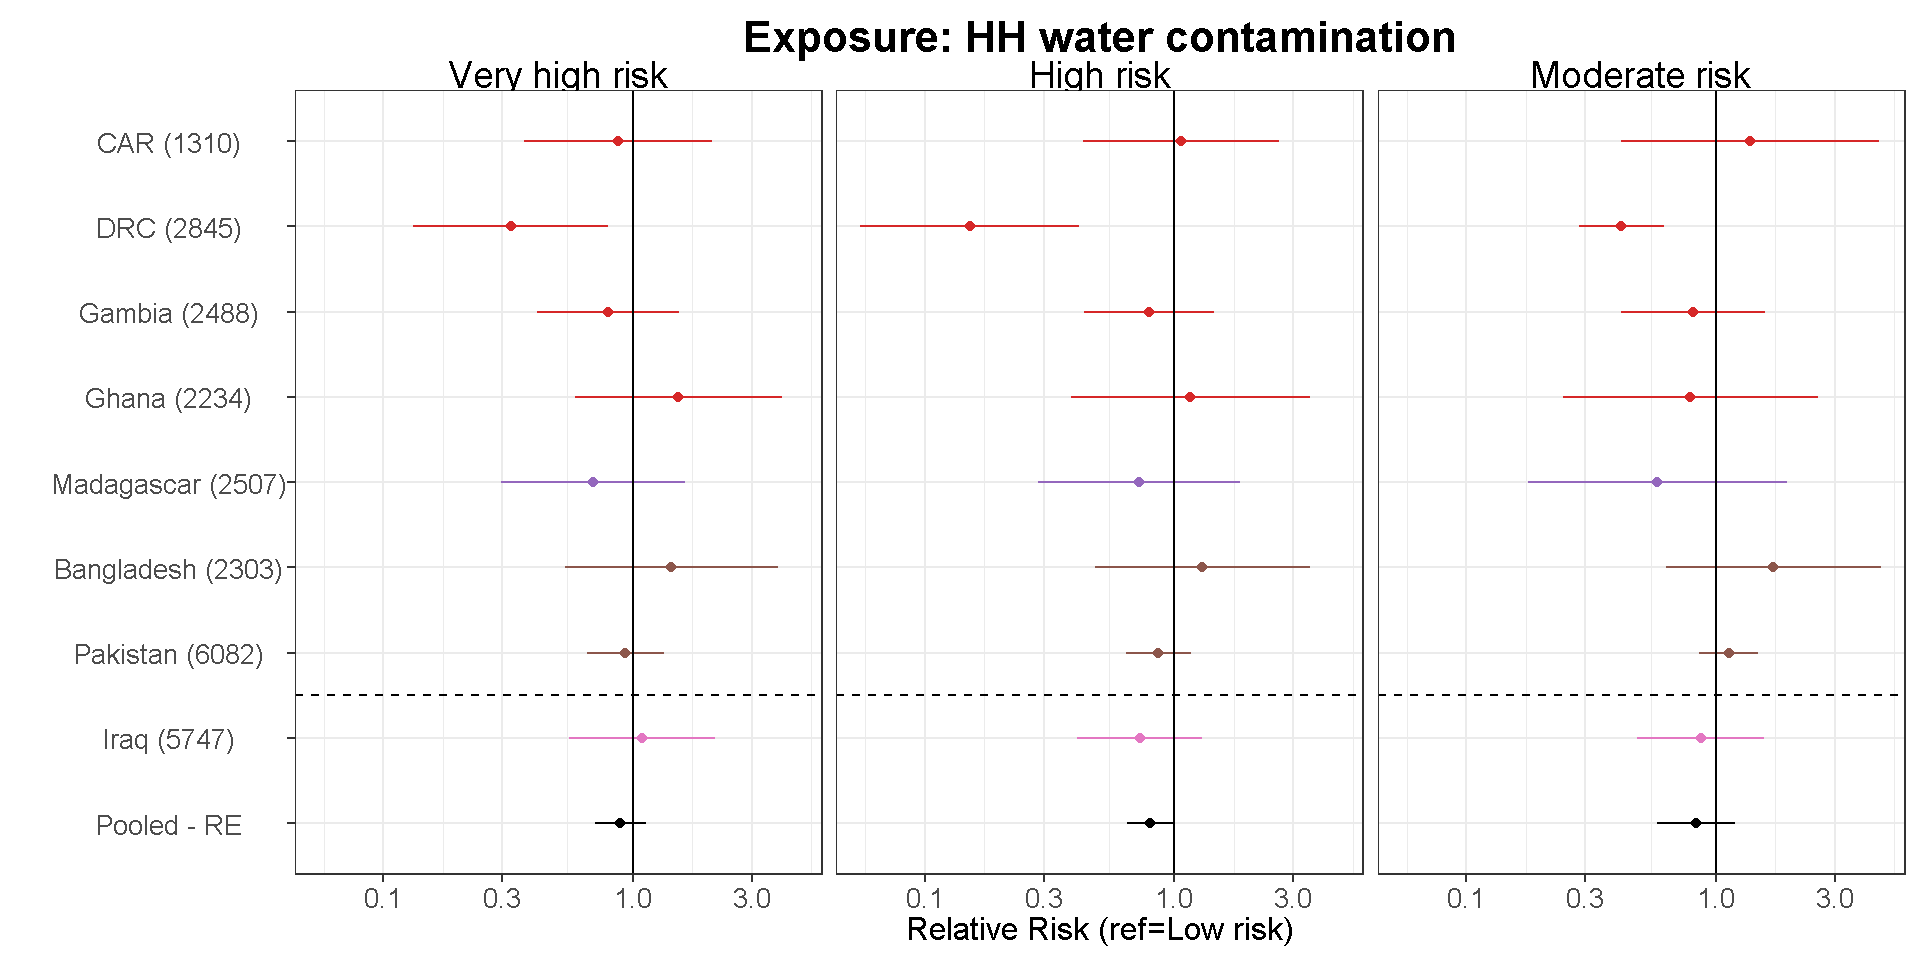 Exposure: HH water contamination
Very high risk
High risk
Moderate risk
CAR (1310)
DRC (2845)
Gambia (2488)
Ghana (2234)
Madagascar (2507)
Bangladesh (2303)
Pakistan (6082)
Iraq (5747)
Pooled - RE
0.1 0.3 1.0 3.0 0.1 0.3 1.0 3.0 0.1 0.3 1.0 3.0
Relative Risk (ref=Low risk)